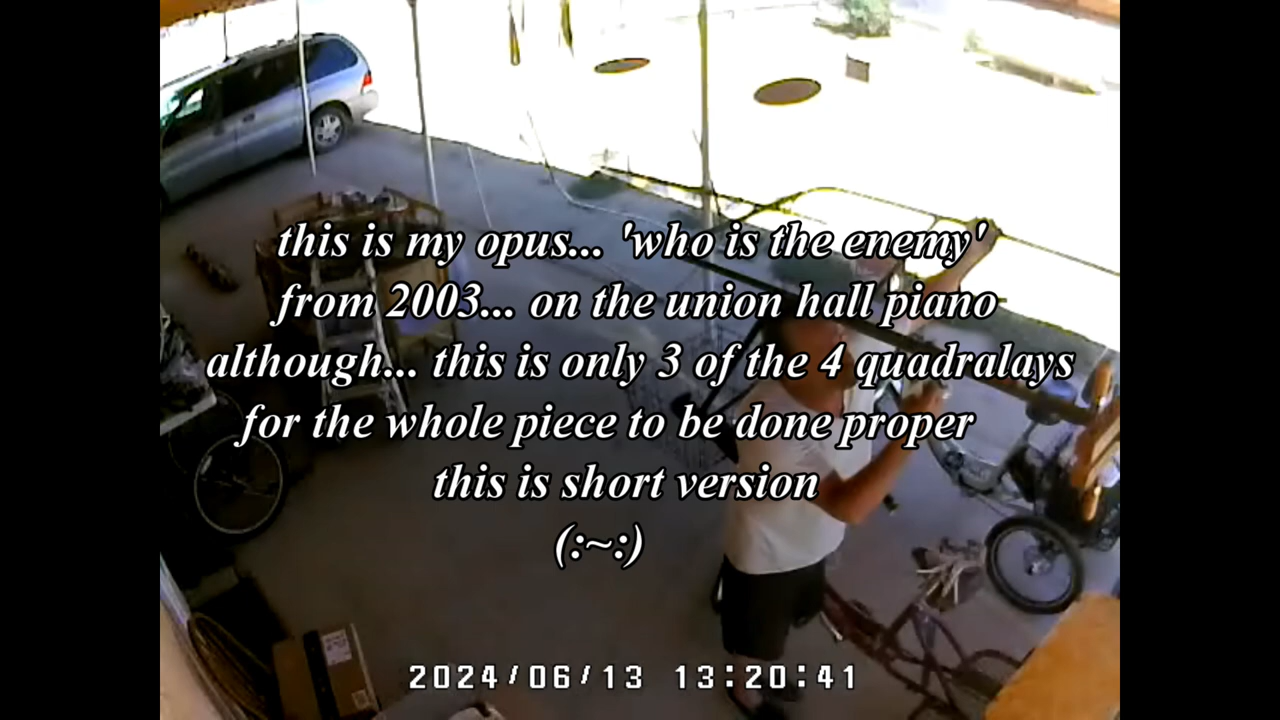 this is my opus... 'who is the enemy'
from 2003... on the union hall piano
although... this is only 3 of the 4 quadralays
for the whole piece to be done proper
this is short version
(:~:)
2024/06/13 13:20:41